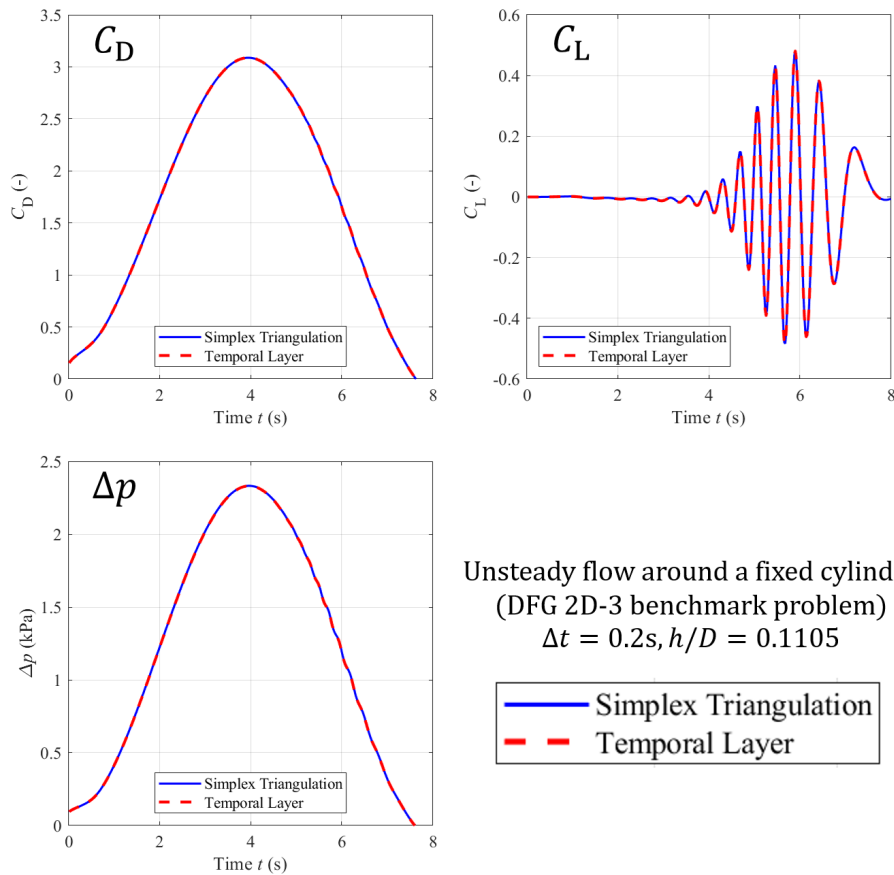 C_D
3.5
3
2.5
2
1.5
1
0.5
0
C_D (-)
0 2 4 6 8
Time t (s)
Simplex Triangulation
Temporal Layer
C_L
0.6
0.4
0.2
0
-0.2
-0.4
-0.6
C_L (-)
0 2 4 6 8
Time t (s)
Simplex Triangulation
Temporal Layer
Δp
2.5
2
1.5
1
0.5
0
Δp (kPa)
0 2 4 6 8
Time t (s)
Simplex Triangulation
Temporal Layer
Unsteady flow around a fixed cylind
(DFG 2D-3 benchmark problem)
Δt = 0.2s, h/D = 0.1105
Simplex Triangulation
Temporal Layer